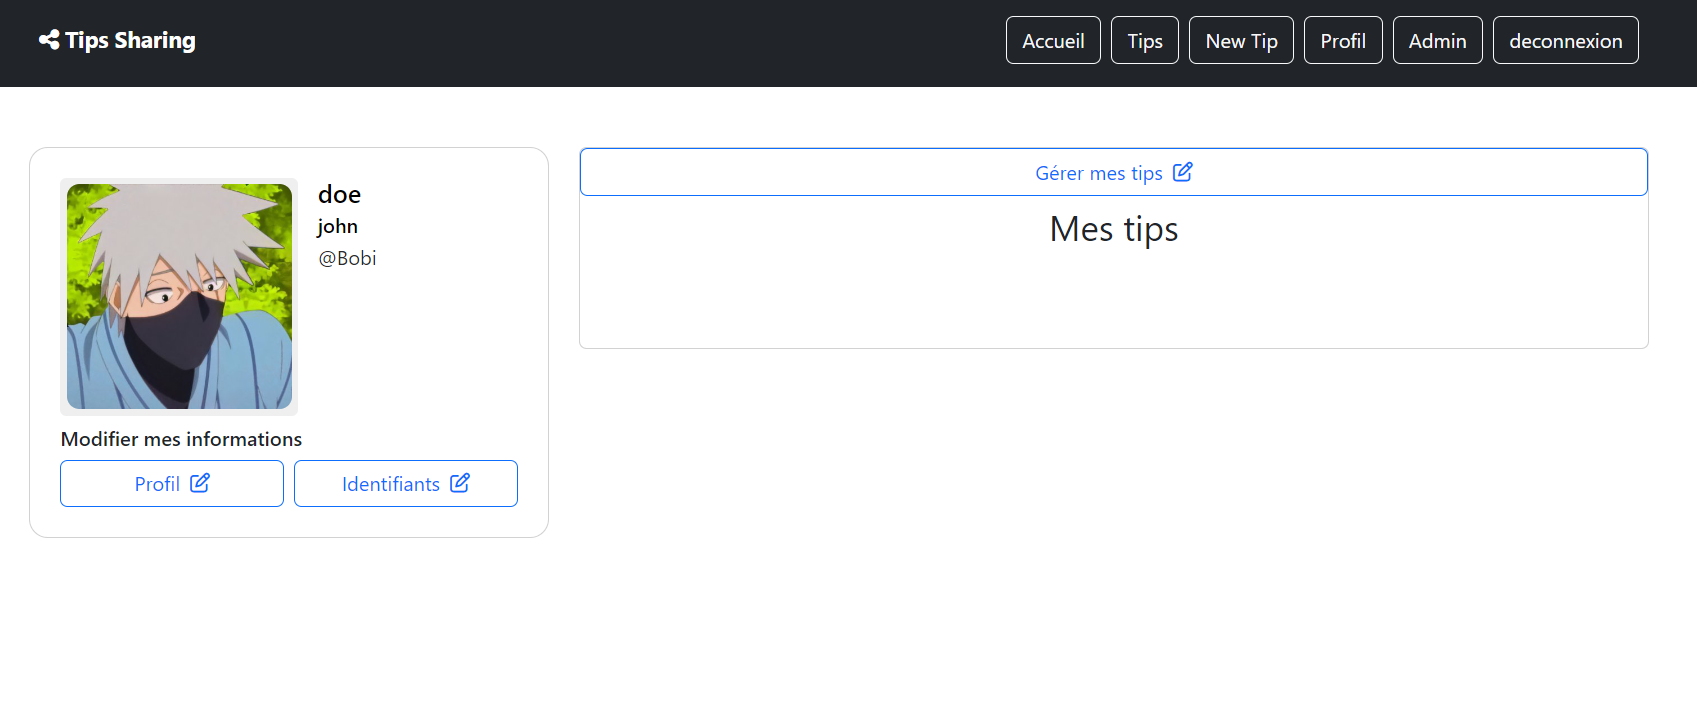 Tips Sharing
Accueil
Tips
New Tip
Profil
Admin
deconnexion
doe
john
@Bobi
Modifier mes informations
Profil
Identifiants
Gérer mes tips
Mes tips